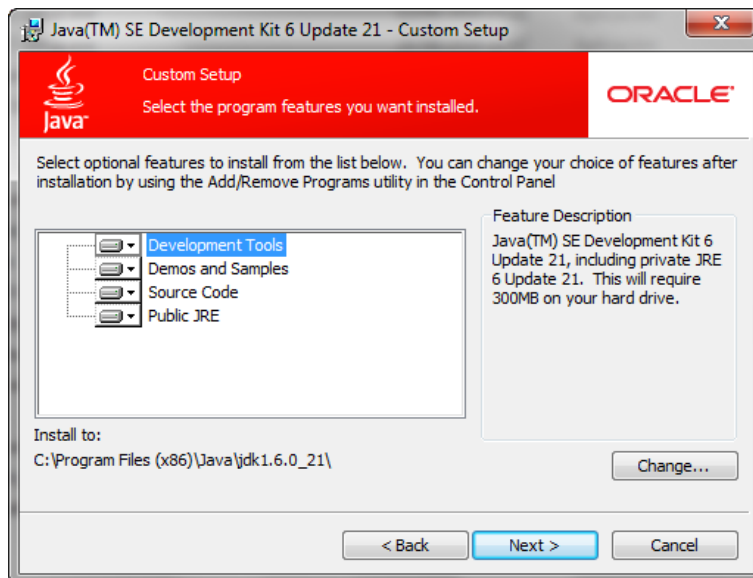 Java(TM) SE Development Kit 6 Update 21 - Custom Setup
Java™
Custom Setup
Select the program features you want installed.
ORACLE®
Select optional features to install from the list below.  You can change your choice of features after
installation by using the Add/Remove Programs utility in the Control Panel
Development Tools
Demos and Samples
Source Code
Public JRE
Feature Description
Java(TM) SE Development Kit 6
Update 21, including private JRE
6 Update 21.  This will require
300MB on your hard drive.
Install to:
C:\Program Files (x86)\Java\jdk1.6.0_21\
Change...
< Back
Next >
Cancel